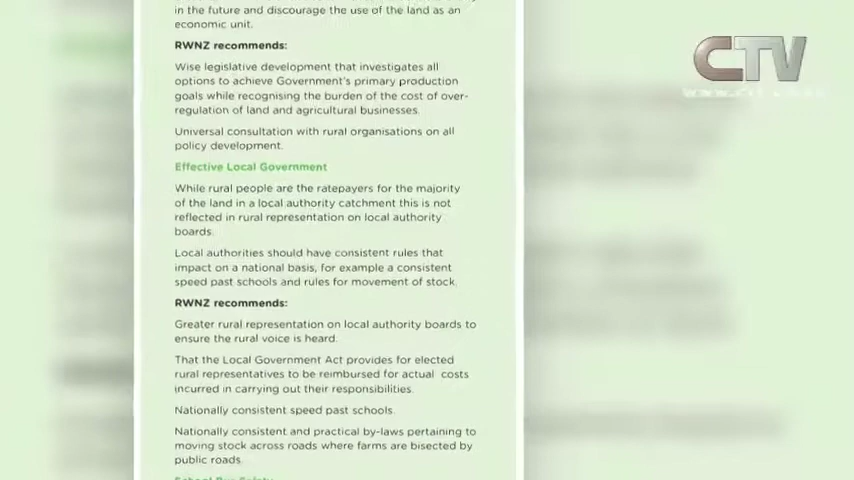 in the future and discourage the use of the land as an
economic unit.
RWNZ recommends:
Wise legislative development that investigates all
options to achieve Government's primary production
goals while recognising the burden of the cost of over-
regulation of land and agricultural businesses.
Universal consultation with rural organisations on all
policy development.
Effective Local Government
While rural people are the ratepayers for the majority
of the land in a local authority catchment this is not
reflected in rural representation on local authority
boards.
Local authorities should have consistent rules that
impact on a national basis, for example a consistent
speed past schools and rules for movement of stock.
RWNZ recommends:
Greater rural representation on local authority boards to
ensure the rural voice is heard.
That the Local Government Act provides for elected
rural representatives to be reimbursed for actual costs
incurred in carrying out their responsibilities.
Nationally consistent speed past schools.
Nationally consistent and practical by-laws pertaining to
moving stock across roads where farms are bisected by
public roads.
CTV